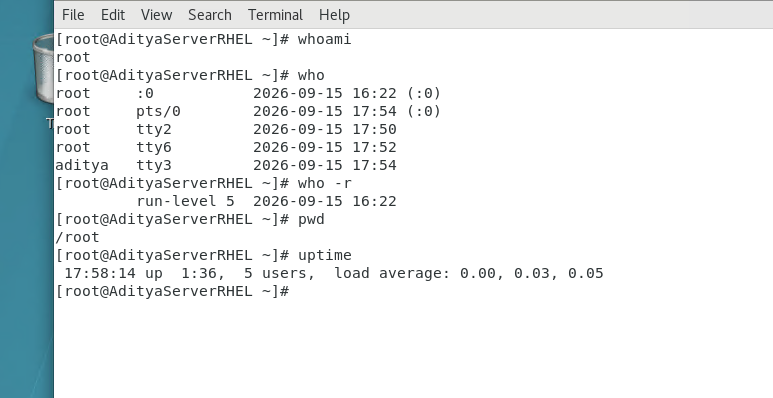 File Edit View Search Terminal Help
[root@AdityaServerRHEL ~]# whoami
root
[root@AdityaServerRHEL ~]# who
root     :0           2026-09-15 16:22 (:0)
root     pts/0        2026-09-15 17:54 (:0)
root     tty2         2026-09-15 17:50
root     tty6         2026-09-15 17:52
aditya   tty3         2026-09-15 17:54
[root@AdityaServerRHEL ~]# who -r
         run-level 5  2026-09-15 16:22
[root@AdityaServerRHEL ~]# pwd
/root
[root@AdityaServerRHEL ~]# uptime
 17:58:14 up  1:36,  5 users,  load average: 0.00, 0.03, 0.05
[root@AdityaServerRHEL ~]#